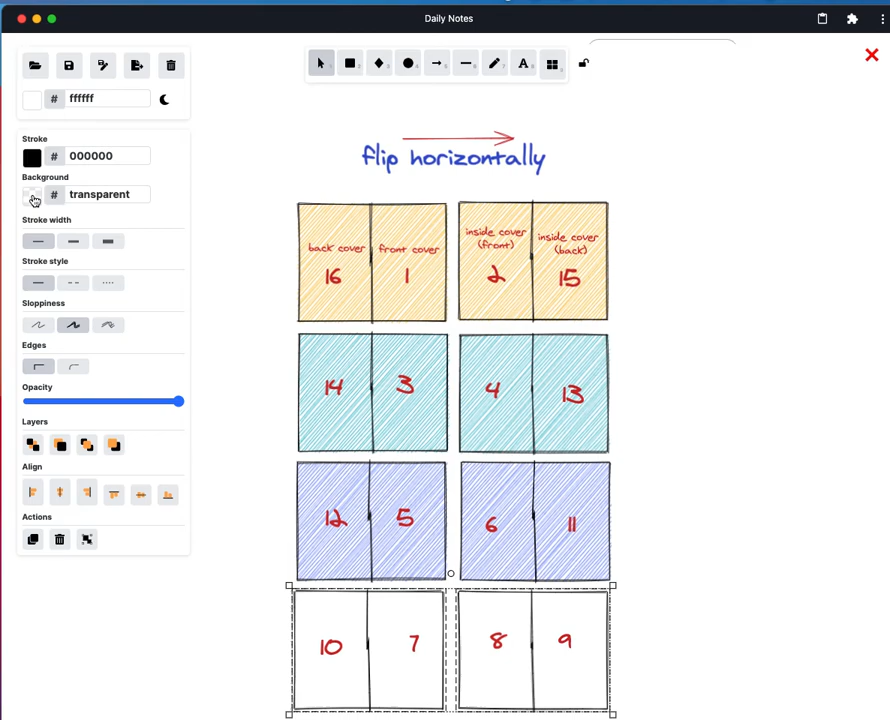 Daily Notes
# ffffff
Stroke
# 000000
Background
# transparent
Stroke width
Stroke style
Sloppiness
Edges
Opacity
Layers
Align
Actions
A
flip horizontally
back cover
16
front cover
1
inside cover
(front)
2
inside cover
(back)
15
14
3
4
13
12
5
6
11
10
7
8
9